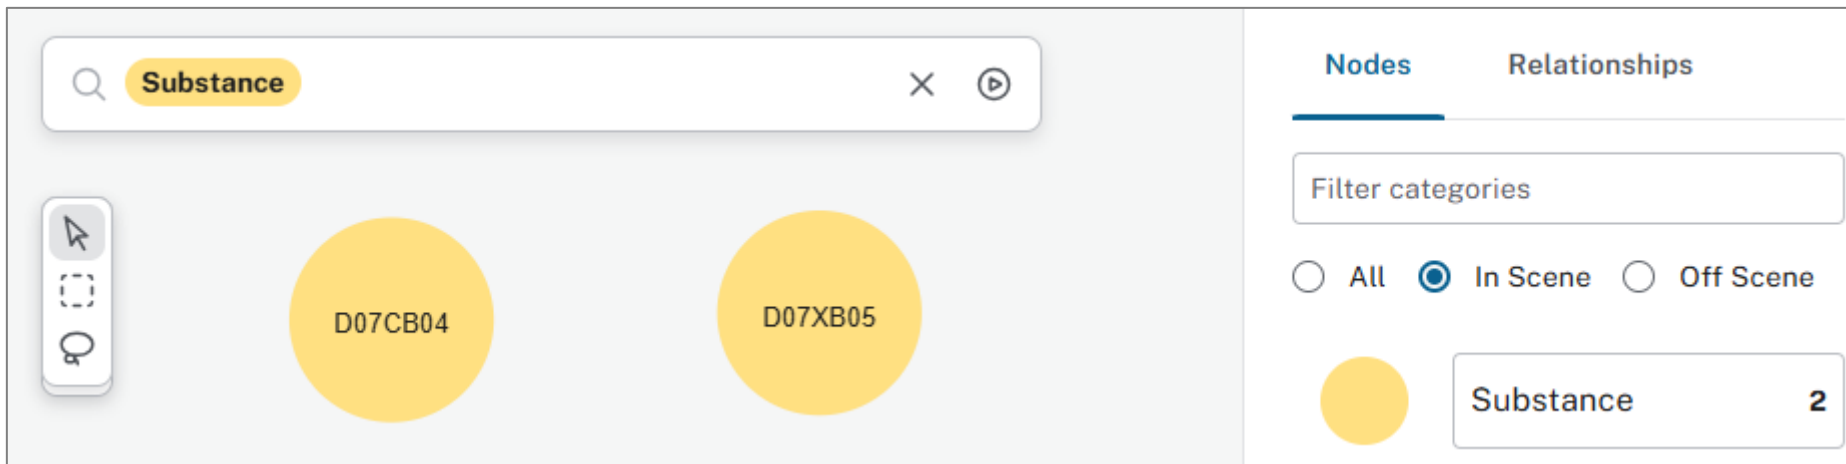 Substance
Nodes Relationships
Filter categories
All In Scene Off Scene
D07CB04 D07XB05
Substance 2